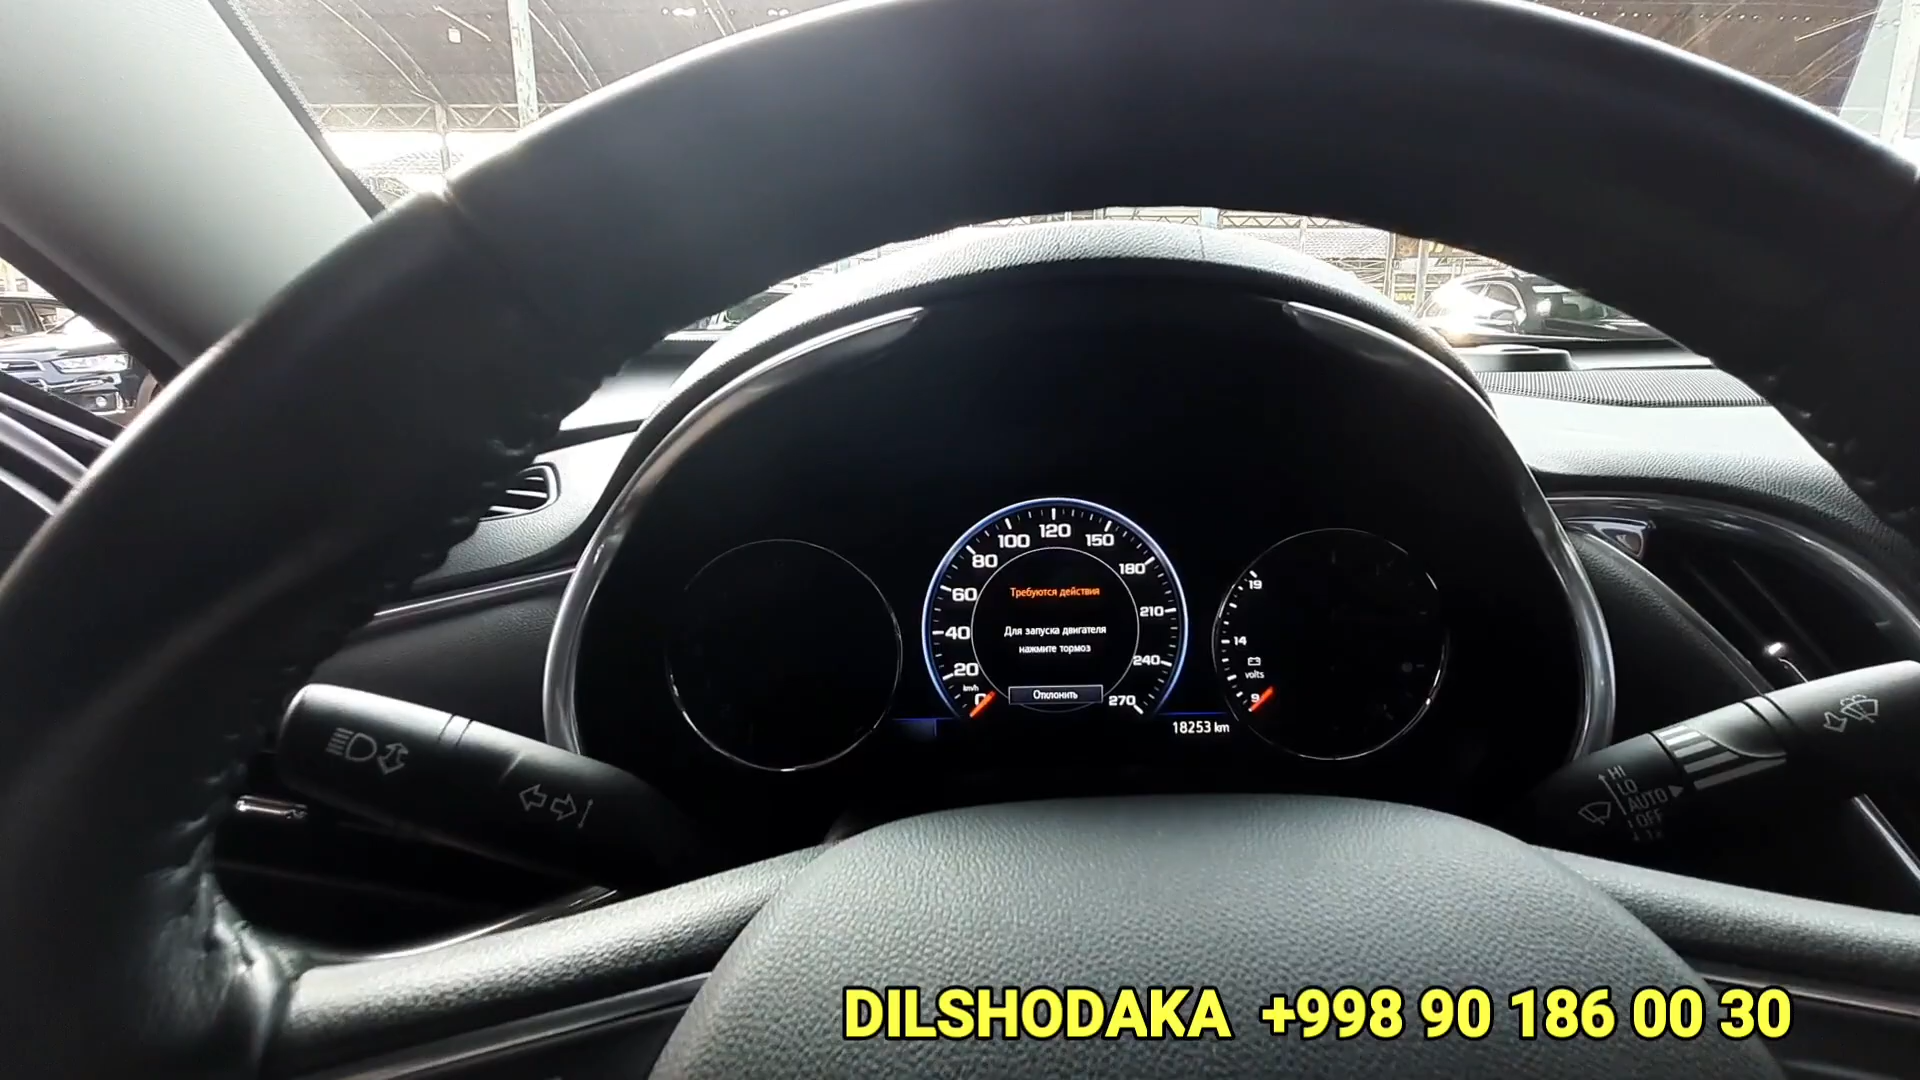 120
100
150
80
180
60
210
40
240
20
270
km/h
0
Требуются действия
Для запуска двигателя
нажмите тормоз
Отклонить
18253 km
19
14
volts
9
HI
LO
AUTO
OFF
1x
DILSHODAKA +998 90 186 00 30